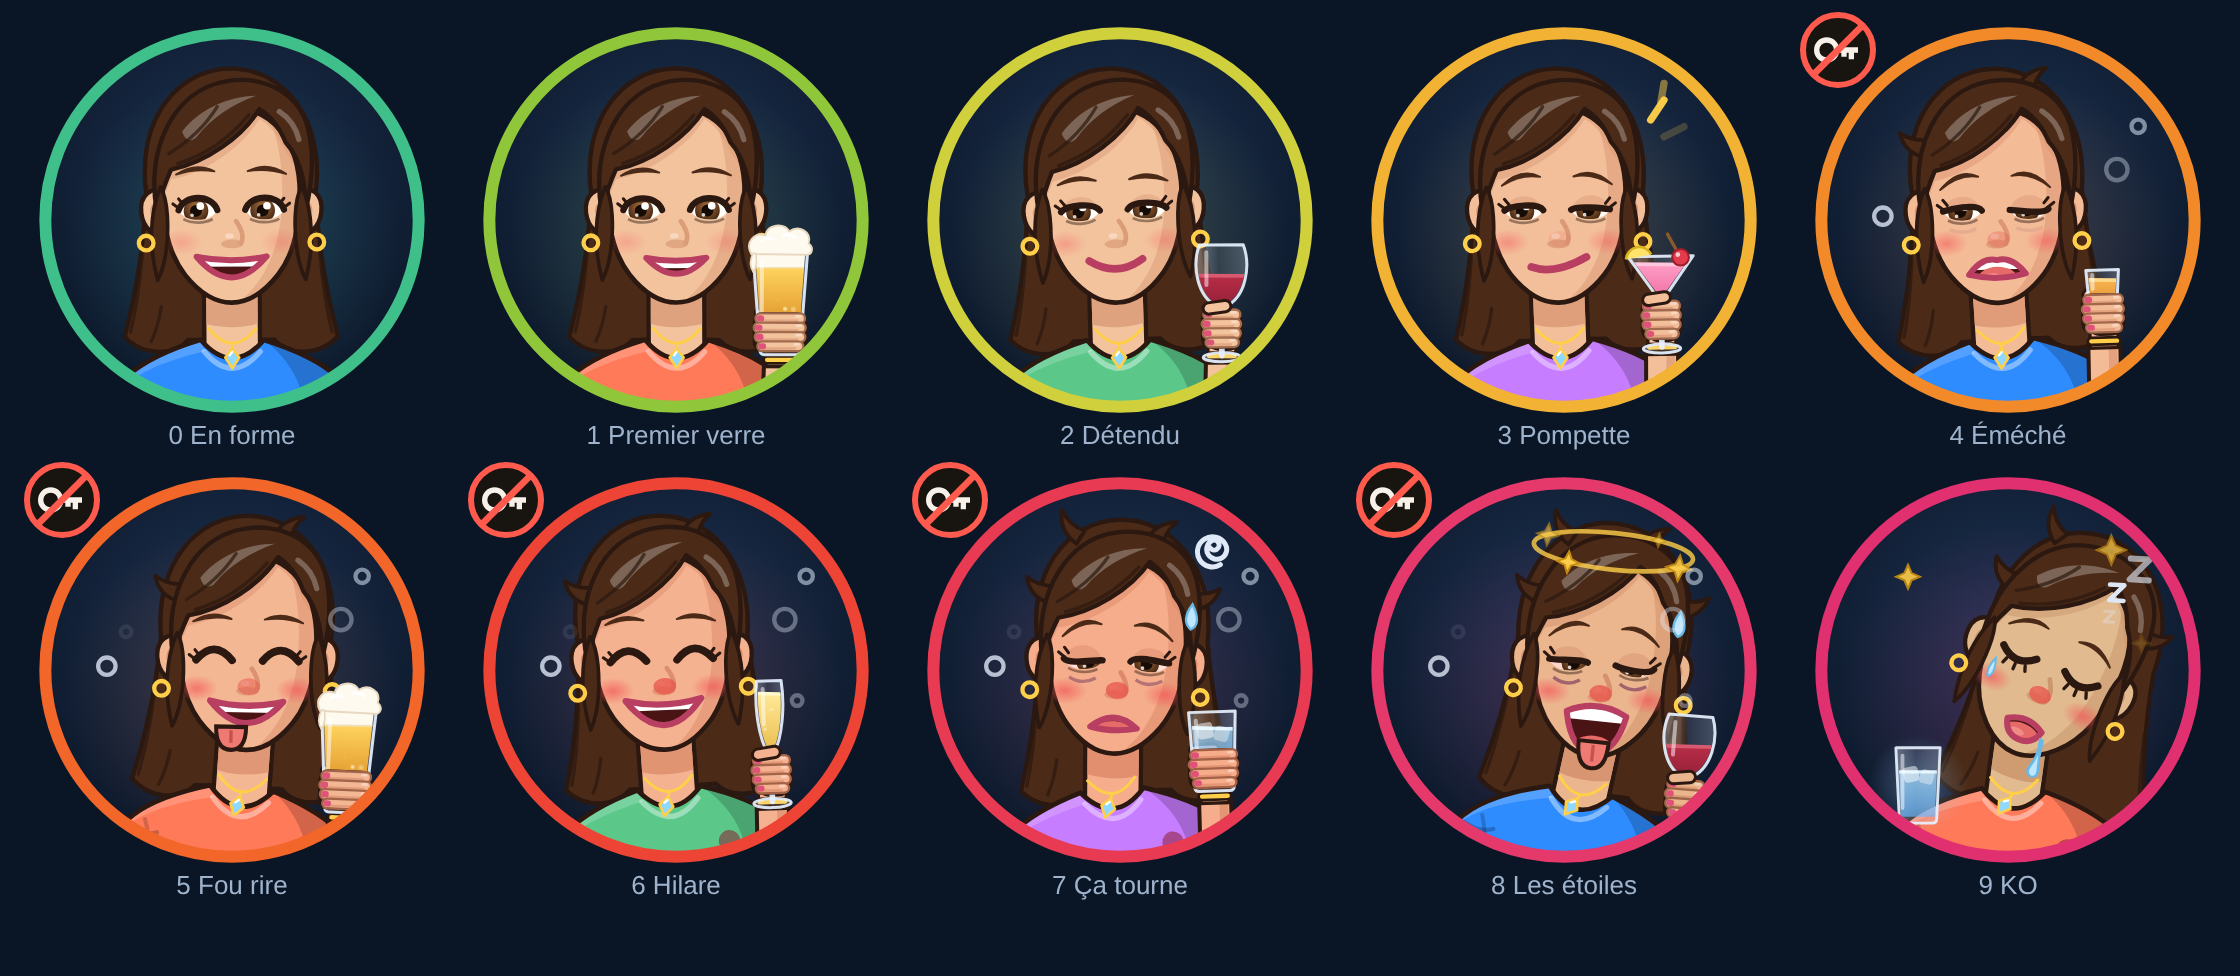 0 En forme
1 Premier verre
2 Détendu
3 Pompette
4 Éméché
5 Fou rire
6 Hilare
7 Ça tourne
8 Les étoiles
Z
Z
Z
9 KO